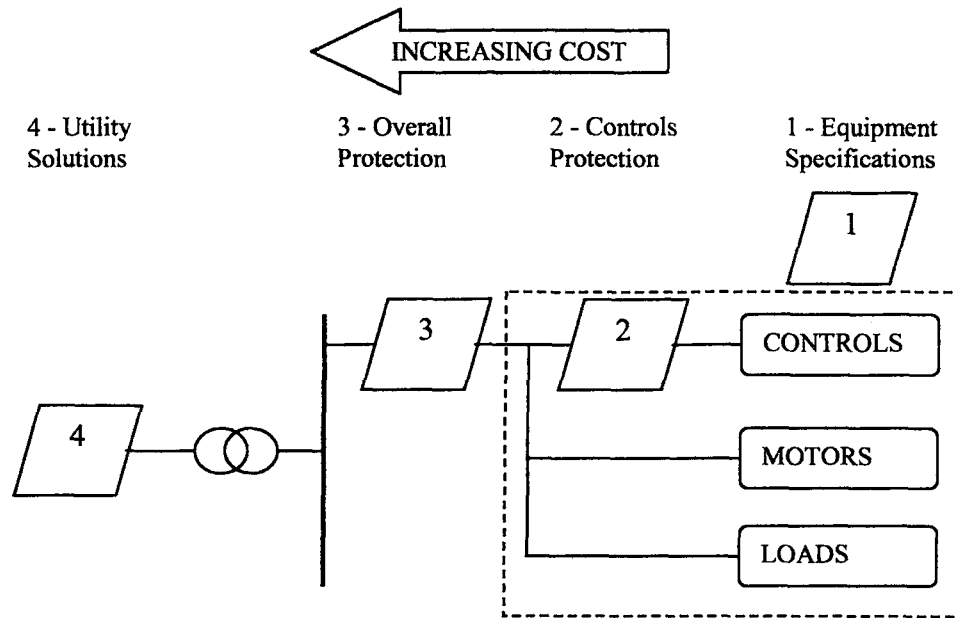 INCREASING COST
4 - Utility
Solutions
3 - Overall
Protection
2 - Controls
Protection
1 - Equipment
Specifications
1
3
2
CONTROLS
4
MOTORS
LOADS